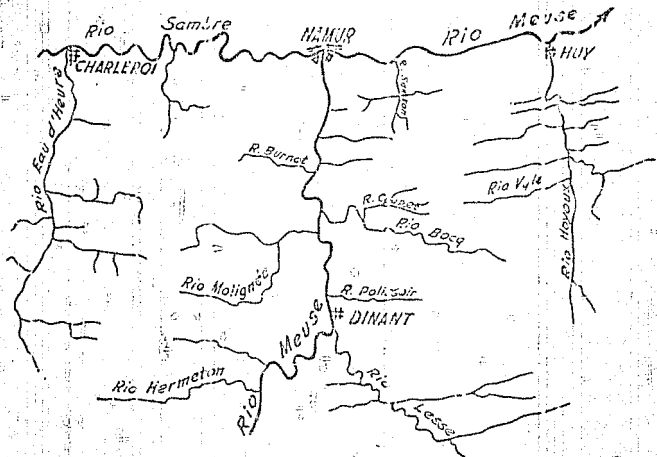 Rio Sambre
NAMUR
RIO Meuse
CHARLEROI
HUY
Rio Eau d'Heure
R. Samson
R. Burnot
Rio Vyle
R. Crupet
Rio Bocq
Rio Hoyoux
Rio Molignée
R. Polissoir
DINANT
Rio Meuse
Rio Hermeton
Rio Lesse